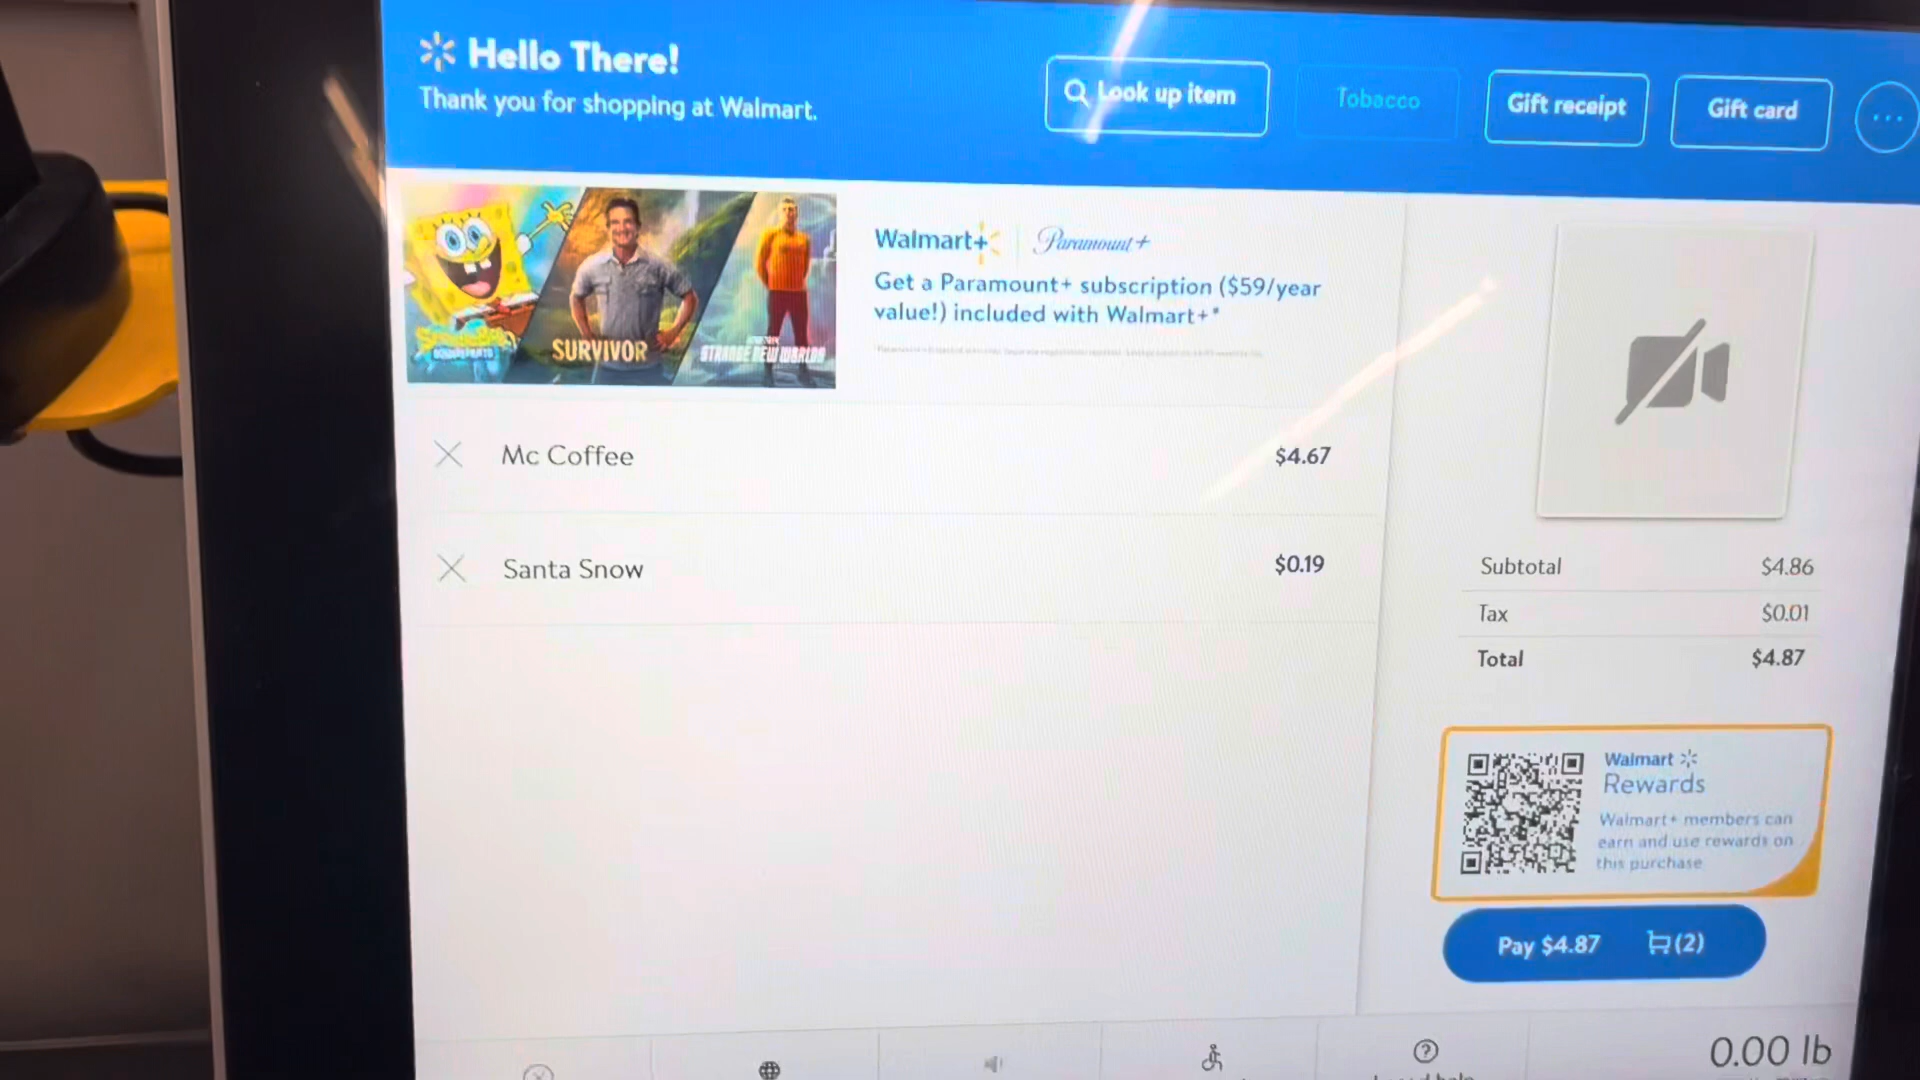 Hello There!
Thank you for shopping at Walmart.
Look up item
Tobacco
Gift receipt
Gift card
Walmart+
Paramount+
Get a Paramount+ subscription ($59/year
value!) included with Walmart+*
SURVIVOR
STRANGE NEW WORLDS
Mc Coffee $4.67
Santa Snow $0.19
Subtotal $4.86
Tax $0.01
Total $4.87
Walmart
Rewards
Walmart+ members can
earn and use rewards on
this purchase
Pay $4.87 (2)
0.00 lb